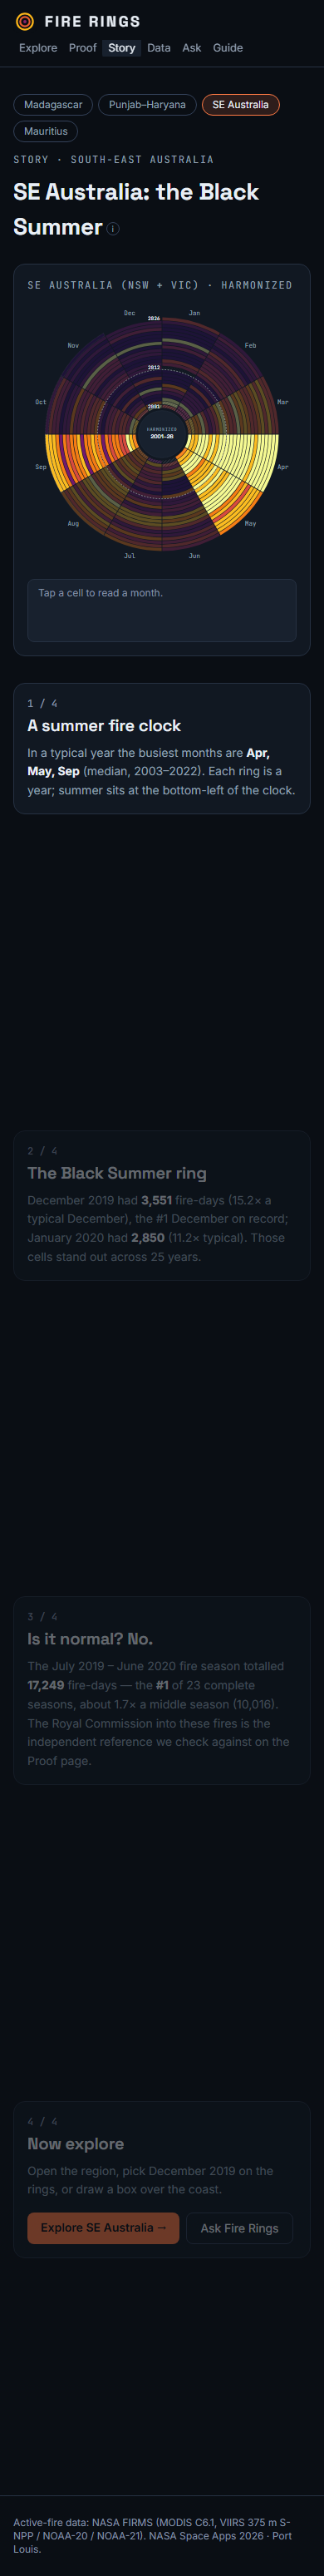 FIRE RINGS
Explore Proof Story Data Ask Guide
Madagascar
Punjab–Haryana
SE Australia
Mauritius
STORY · SOUTH-EAST AUSTRALIA
SE Australia: the Black
Summer i
SE AUSTRALIA (NSW + VIC) · HARMONIZED
Dec
Jan
2026
Nov
Feb
2012
Oct
Mar
2001
HARMONIZED
2001–26
Sep
Apr
Aug
May
Jul
Jun
Tap a cell to read a month.
1 / 4
A summer fire clock
In a typical year the busiest months are Apr,
May, Sep (median, 2003–2022). Each ring is a
year; summer sits at the bottom-left of the clock.
2 / 4
The Black Summer ring
December 2019 had 3,551 fire-days (15.2× a
typical December), the #1 December on record;
January 2020 had 2,850 (11.2× typical). Those
cells stand out across 25 years.
3 / 4
Is it normal? No.
The July 2019 – June 2020 fire season totalled
17,249 fire-days — the #1 of 23 complete
seasons, about 1.7× a middle season (10,016).
The Royal Commission into these fires is the
independent reference we check against on the
Proof page.
4 / 4
Now explore
Open the region, pick December 2019 on the
rings, or draw a box over the coast.
Explore SE Australia →
Ask Fire Rings
Active-fire data: NASA FIRMS (MODIS C6.1, VIIRS 375 m S-
NPP / NOAA-20 / NOAA-21). NASA Space Apps 2026 · Port
Louis.